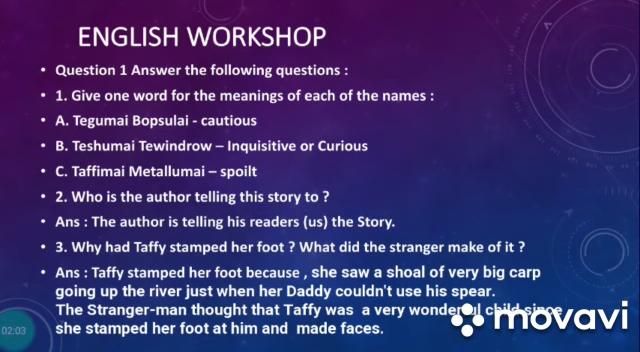 ENGLISH WORKSHOP
• Question 1 Answer the following questions :
• 1. Give one word for the meanings of each of the names :
• A. Tegumai Bopsulai - cautious
• B. Teshumai Tewindrow – Inquisitive or Curious
• C. Taffimai Metallumai – spoilt
• 2. Who is the author telling this story to ?
• Ans : The author is telling his readers (us) the Story.
• 3. Why had Taffy stamped her foot ? What did the stranger make of it ?
• Ans : Taffy stamped her foot because , she saw a shoal of very big carp
going up the river just when her Daddy couldn't use his spear.
The Stranger-man thought that Taffy was a very wonderful child since
she stamped her foot at him and made faces.
02:03
movavi